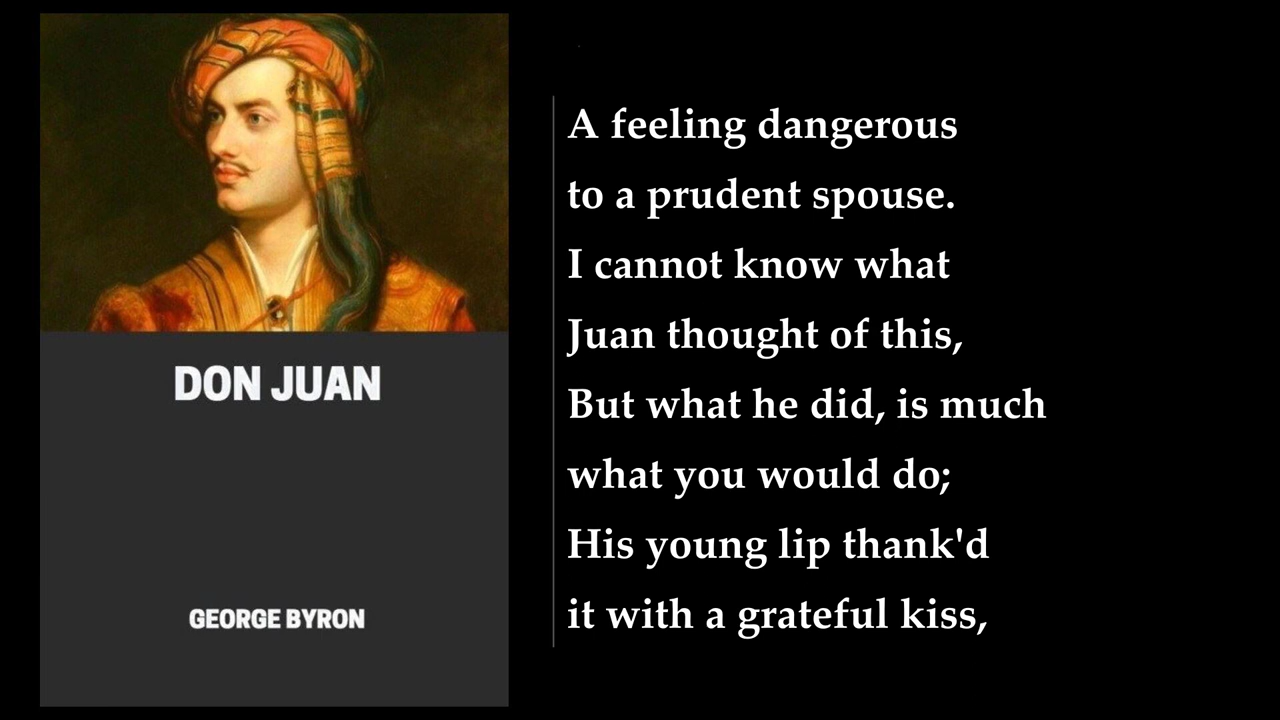 DON JUAN
GEORGE BYRON
A feeling dangerous
to a prudent spouse.
I cannot know what
Juan thought of this,
But what he did, is much
what you would do;
His young lip thank'd
it with a grateful kiss,